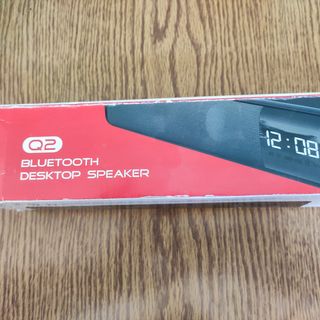 Q2
BLUETOOTH
DESKTOP SPEAKER
12:08